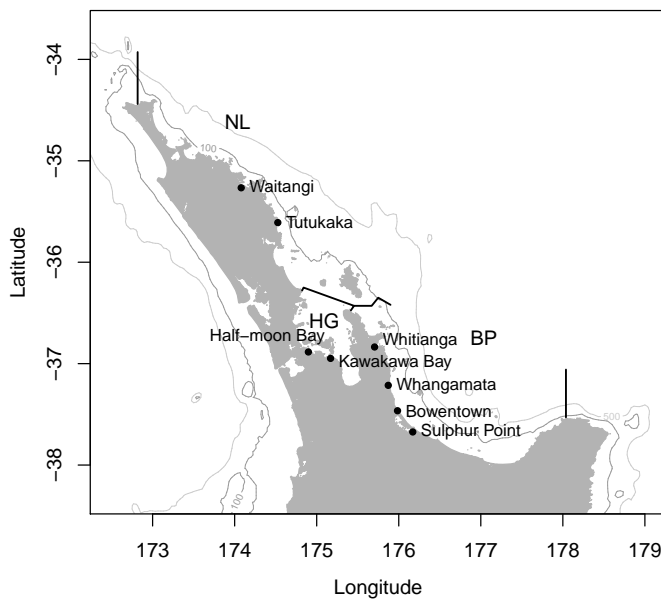 −34
−35
−36
−37
−38
Latitude
NL
100
Waitangi
Tutukaka
HG
Half−moon Bay
Kawakawa Bay
Whitianga
BP
Whangamata
Bowentown
Sulphur Point
500
100
173 174 175 176 177 178 179
Longitude